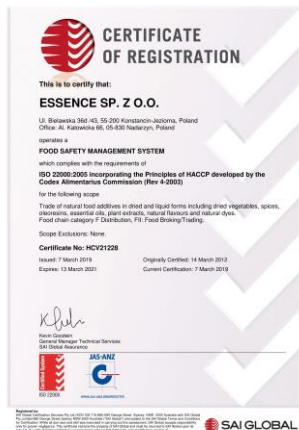 CERTIFICATE
OF REGISTRATION
This is to certify that:
ESSENCE SP. Z O.O.
Ul. Bielawska 36d /43, 55-200 Konstancin-Jeziorna, Poland
Office: Al. Katowicka 66, 05-830 Nadarzyn, Poland
operates a
FOOD SAFETY MANAGEMENT SYSTEM
which complies with the requirements of
ISO 22000:2005 incorporating the Principles of HACCP developed by the
Codex Alimentarius Commission (Rev 4-2003)
for the following scope
Trade of natural food additives in dried and liquid forms including dried vegetables, spices,
oleoresins, essential oils, plant extracts, natural flavours and natural dyes.
Food chain category F Distribution, FII: Food Broking/Trading.
Scope Exclusions: None.
Certificate No: HCV21228
Issued: 7 March 2019
Originally Certified: 14 March 2012
Expires: 13 March 2021
Current Certification: 7 March 2019
Kevin Goodwin
General Manager Technical Services
SAI Global Assurance
Certified System
ISO 22000
JAS-ANZ
SAI GLOBAL